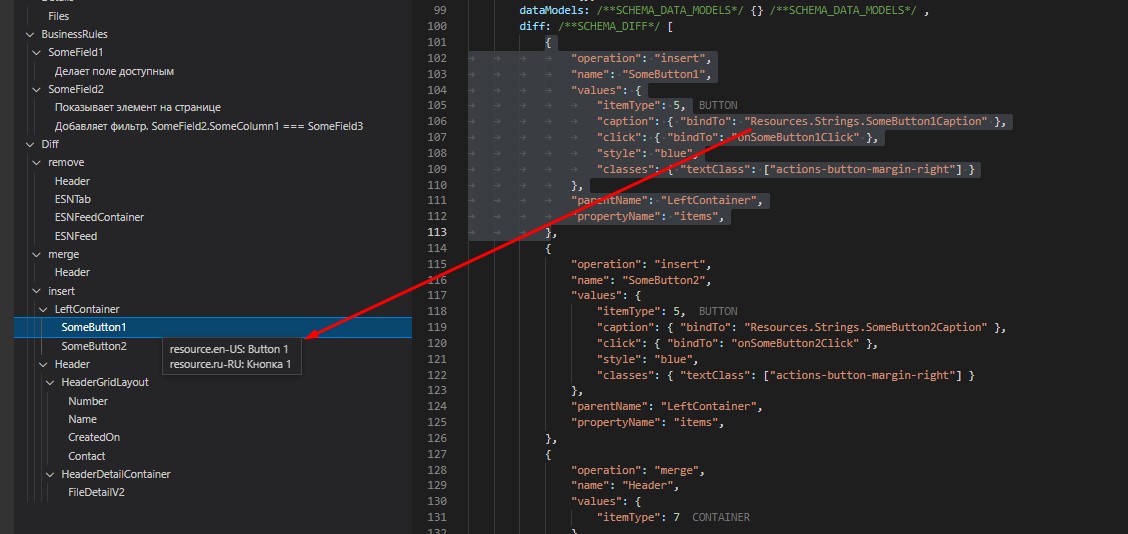 Details
Files
BusinessRules
SomeField1
Делает поле доступным
SomeField2
Показывает элемент на странице
Добавляет фильтр. SomeField2.SomeColumn1 === SomeField3
Diff
remove
Header
ESNTab
ESNFeedContainer
ESNFeed
merge
Header
insert
LeftContainer
SomeButton1
SomeButton2
resource.en-US: Button 1
resource.ru-RU: Кнопка 1
Header
HeaderGridLayout
Number
Name
CreatedOn
Contact
HeaderDetailContainer
FileDetailV2
99 dataModels: /**SCHEMA_DATA_MODELS*/ {} /**SCHEMA_DATA_MODELS*/ ,
100 diff: /**SCHEMA_DIFF*/ [
101 {
102 "operation": "insert",
103 "name": "SomeButton1",
104 "values": {
105 "itemType": 5, BUTTON
106 "caption": { "bindTo": "Resources.Strings.SomeButton1Caption" },
107 "click": { "bindTo": "onSomeButton1Click" },
108 "style": "blue",
109 "classes": { "textClass": ["actions-button-margin-right"] }
110 },
111 "parentName": "LeftContainer",
112 "propertyName": "items",
113 },
114 {
115 "operation": "insert",
116 "name": "SomeButton2",
117 "values": {
118 "itemType": 5, BUTTON
119 "caption": { "bindTo": "Resources.Strings.SomeButton2Caption" },
120 "click": { "bindTo": "onSomeButton2Click" },
121 "style": "blue",
122 "classes": { "textClass": ["actions-button-margin-right"] }
123 },
124 "parentName": "LeftContainer",
125 "propertyName": "items",
126 },
127 {
128 "operation": "merge",
129 "name": "Header",
130 "values": {
131 "itemType": 7 CONTAINER
132 }